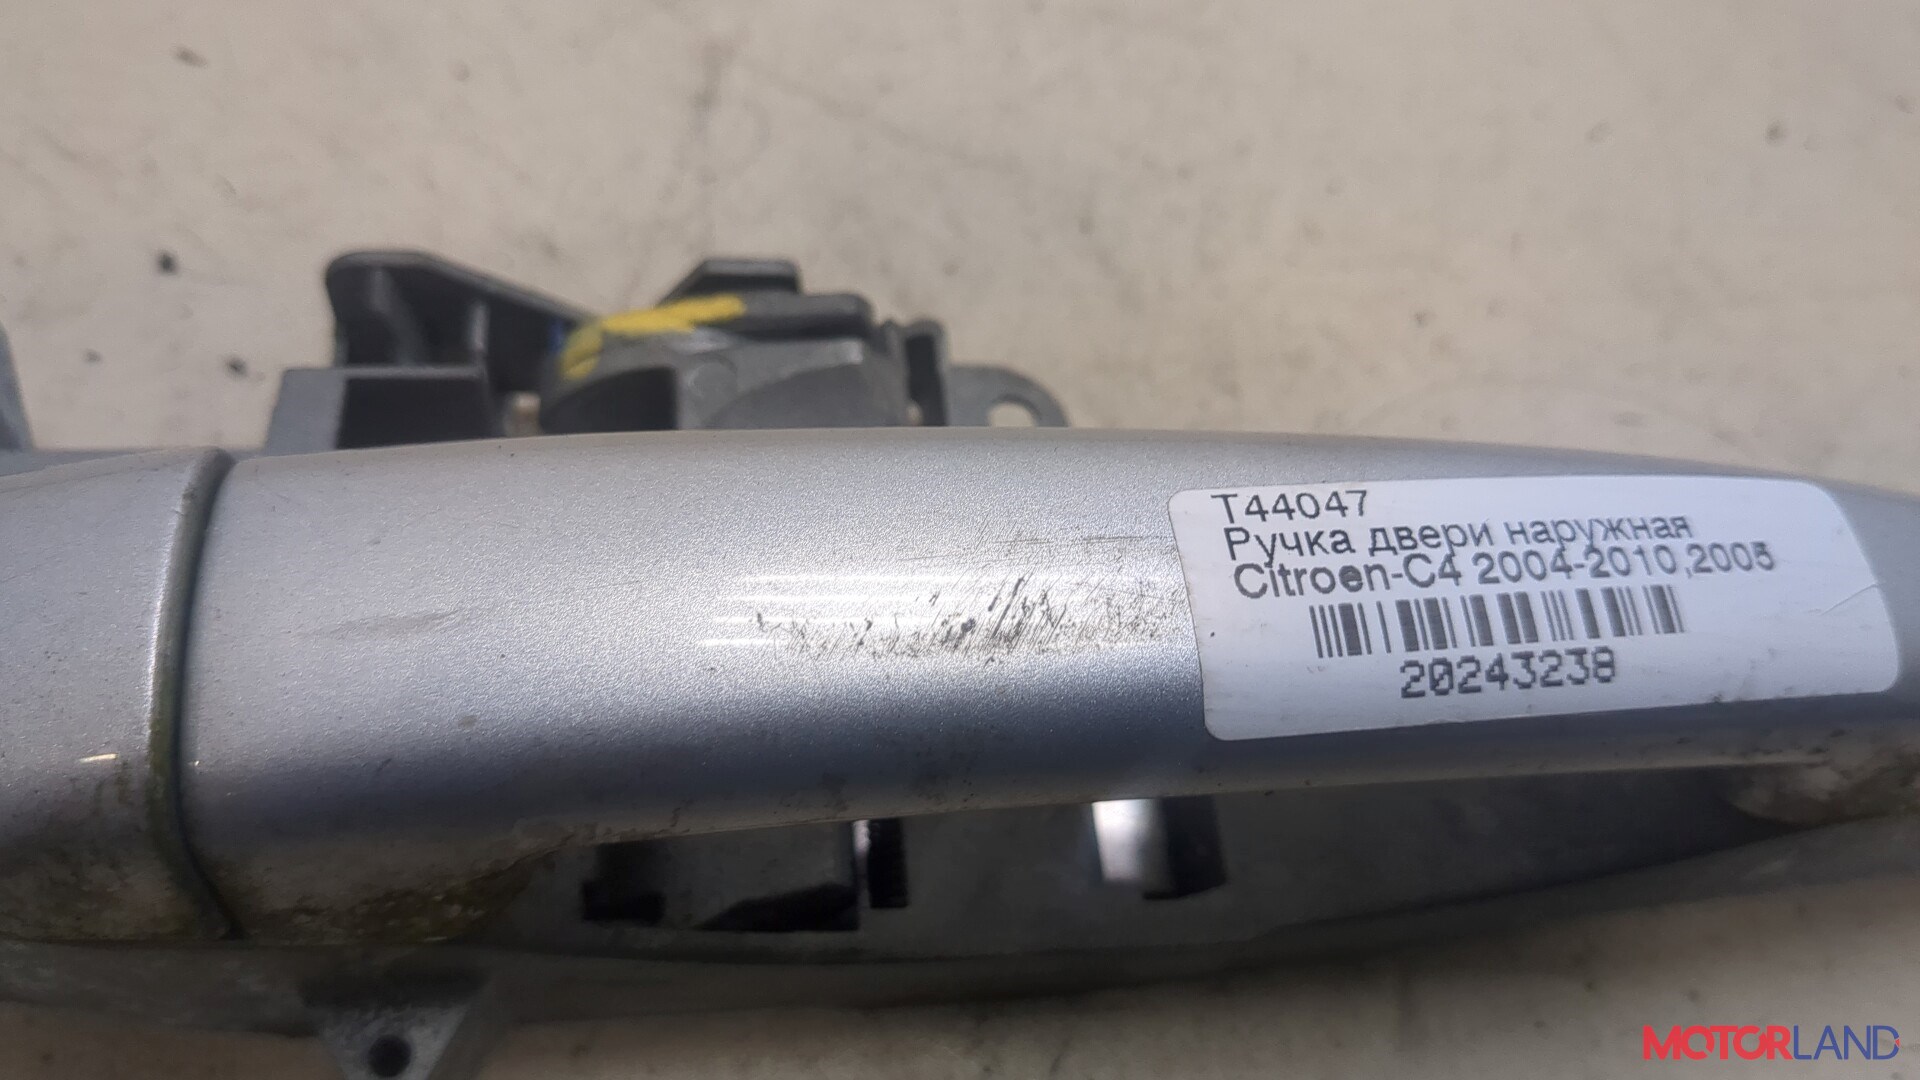 T44047
Ручка двери наружная
Citroen-C4 2004-2010,2005
20243238
MOTORLAND